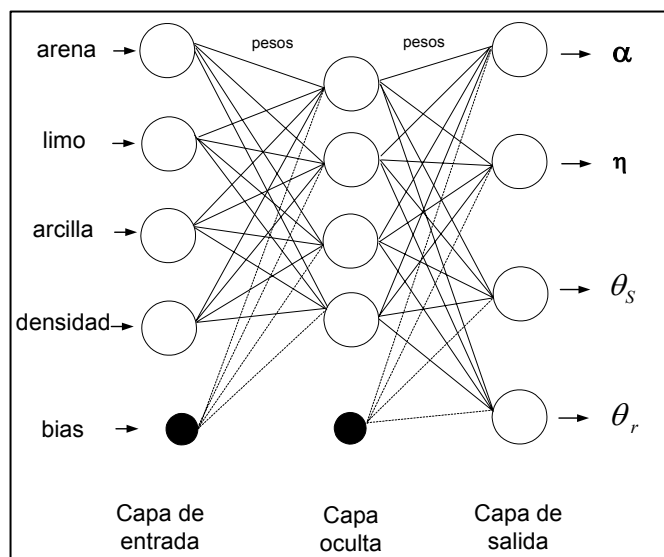 arena
pesos
pesos
α
limo
η
arcilla
θS
densidad
θr
bias
Capa de
entrada
Capa
oculta
Capa de
salida